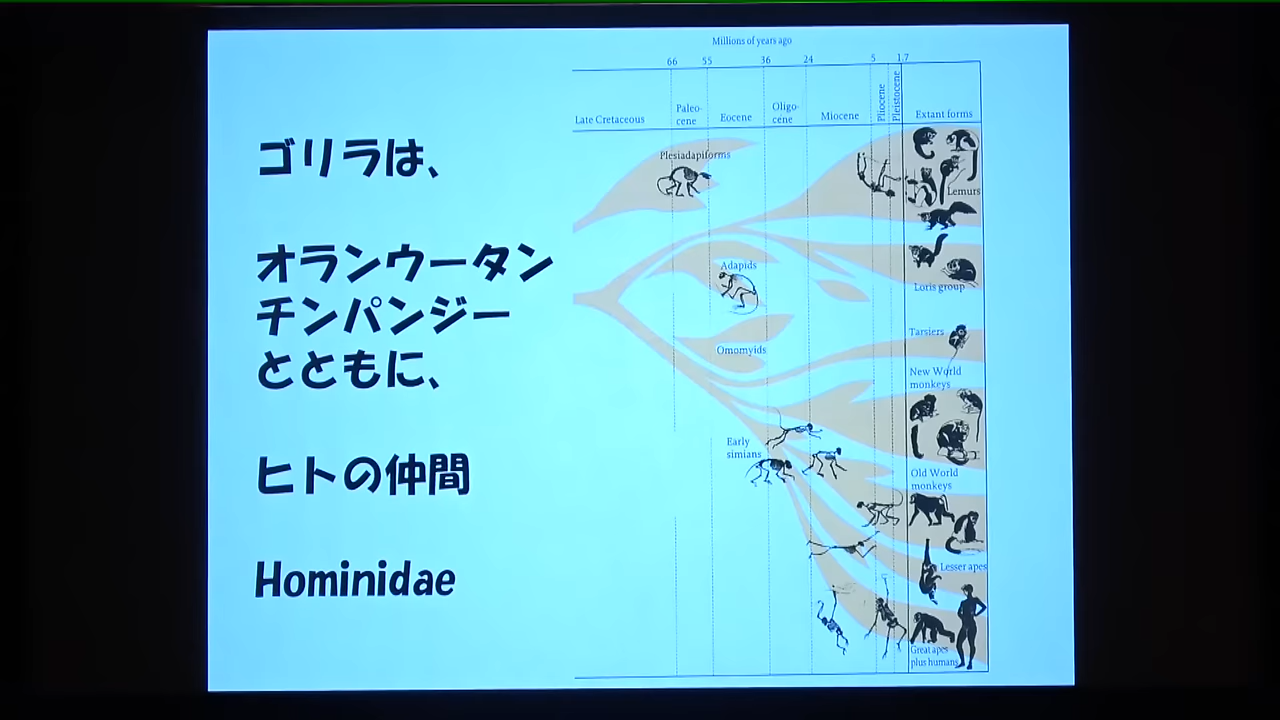 ゴリラは、
オランウータン
チンパンジー
とともに、
ヒトの仲間
Hominidae
Millions of years ago
66 55 36 24 5 1.7
Late Cretaceous
Paleo-
cene
Eocene
Oligo-
cene
Miocene
Pliocene
Pleistocene
Extant forms
Plesiadapiforms
Lemurs
Adapids
Loris group
Omomyids
Tarsiers
New World
monkeys
Early
simians
Old World
monkeys
Lesser apes
Great apes
plus humans